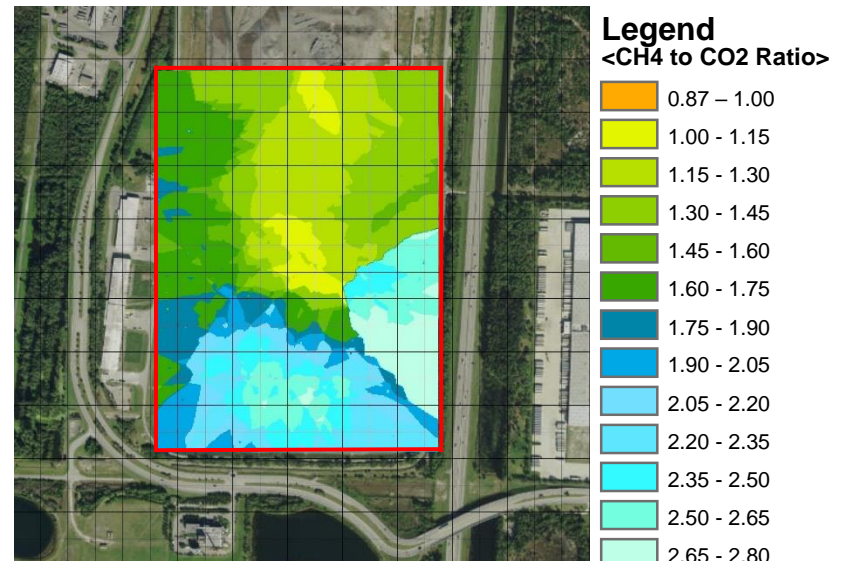 Legend
<CH4 to CO2 Ratio>
0.87 – 1.00
1.00 - 1.15
1.15 - 1.30
1.30 - 1.45
1.45 - 1.60
1.60 - 1.75
1.75 - 1.90
1.90 - 2.05
2.05 - 2.20
2.20 - 2.35
2.35 - 2.50
2.50 - 2.65
2.65 - 2.80